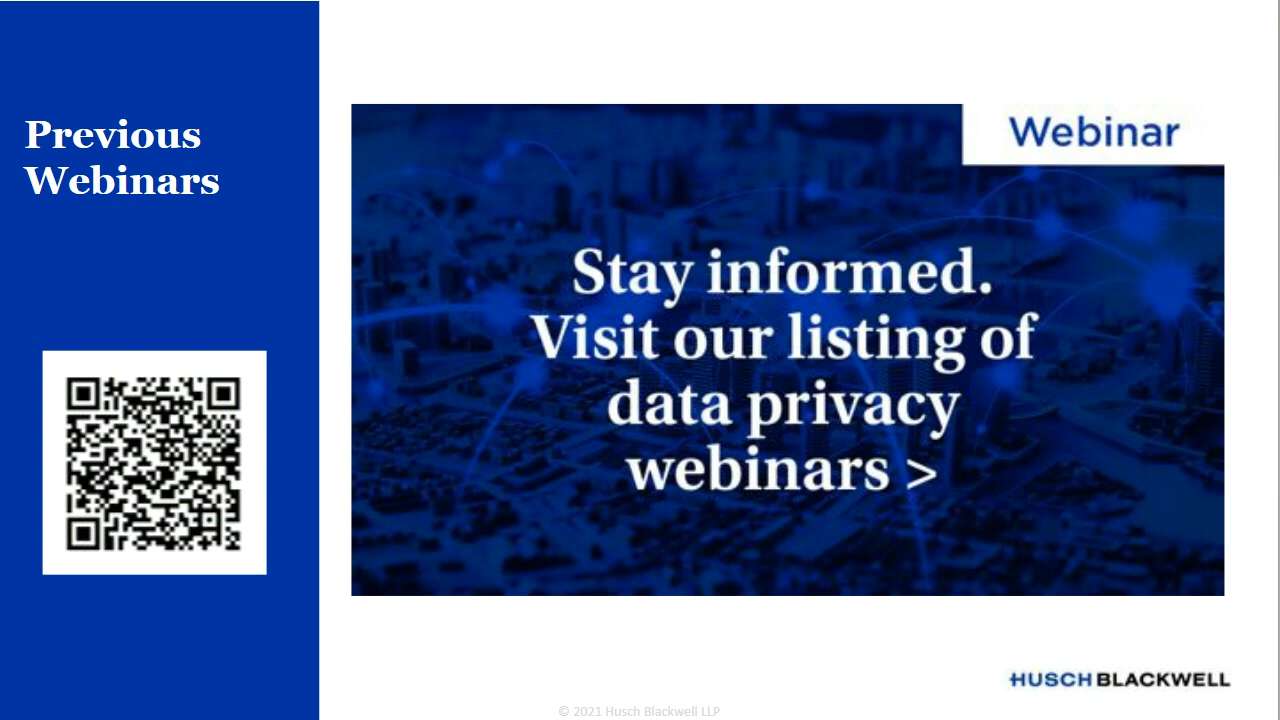 Previous
Webinars
Webinar
Stay informed.
Visit our listing of
data privacy
webinars >
HUSCH BLACKWELL
© 2021 Husch Blackwell LLP